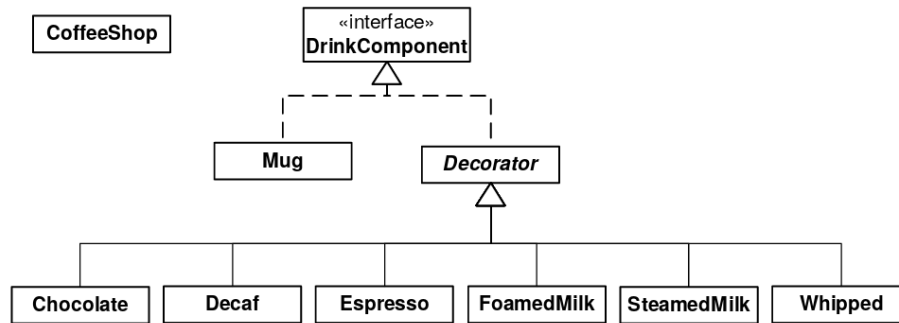 CoffeeShop
«interface»
DrinkComponent
Mug
Decorator
Chocolate
Decaf
Espresso
FoamedMilk
SteamedMilk
Whipped